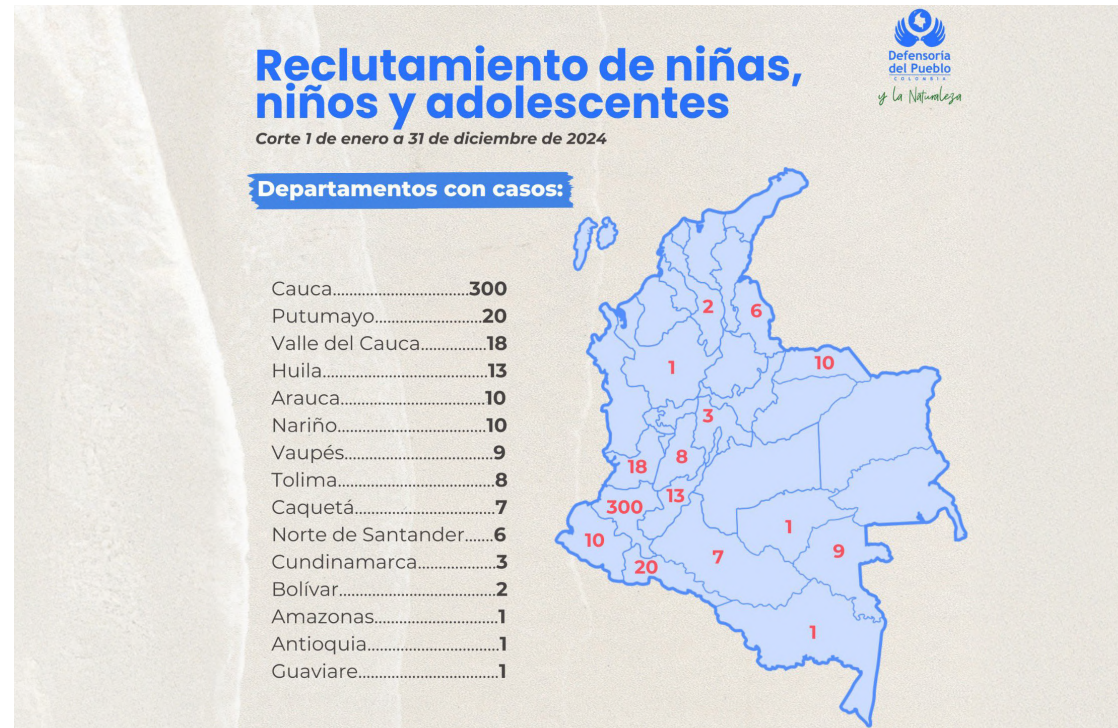 Defensoría
del Pueblo
COLOMBIA
y la Naturaleza
Reclutamiento de niñas,
niños y adolescentes
Corte 1 de enero a 31 de diciembre de 2024
Departamentos con casos:
Cauca................................300
Putumayo.........................20
Valle del Cauca...............18
Huila.....................................13
Arauca.................................10
Nariño..................................10
Vaupés...................................9
Tolima.....................................8
Caquetá.................................7
Norte de Santander.......6
Cundinamarca..................3
Bolívar....................................2
Amazonas.............................1
Antioquia...............................1
Guaviare.................................1
2
6
1
10
3
8
18
13
300
1
10
9
7
20
1